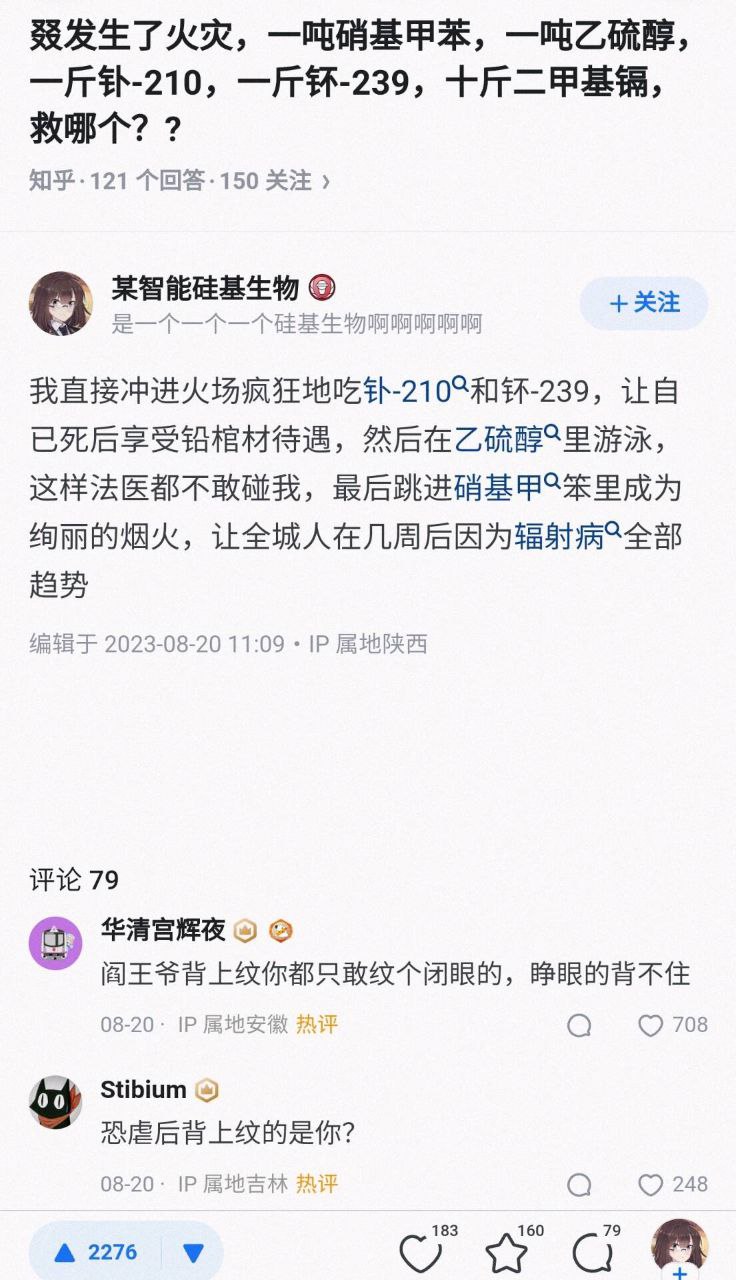 叕发生了火灾，一吨硝基甲苯，一吨乙硫醇，
一斤钋-210，一斤钚-239，十斤二甲基镉，
救哪个？?
知乎·121 个回答·150 关注 ›
某智能硅基生物
是一个一个一个硅基生物啊啊啊啊啊
＋关注
我直接冲进火场疯狂地吃钋-210和钚-239，让自
已死后享受铅棺材待遇，然后在乙硫醇里游泳，
这样法医都不敢碰我，最后跳进硝基甲笨里成为
绚丽的烟火，让全城人在几周后因为辐射病全部
趋势
编辑于 2023-08-20 11:09・IP 属地陕西
评论 79
华清宫辉夜
阎王爷背上纹你都只敢纹个闭眼的，睁眼的背不住
08-20 · IP 属地安徽 热评
708
Stibium
恐虐后背上纹的是你？
08-20 · IP 属地吉林 热评
248
2276
183
160
79